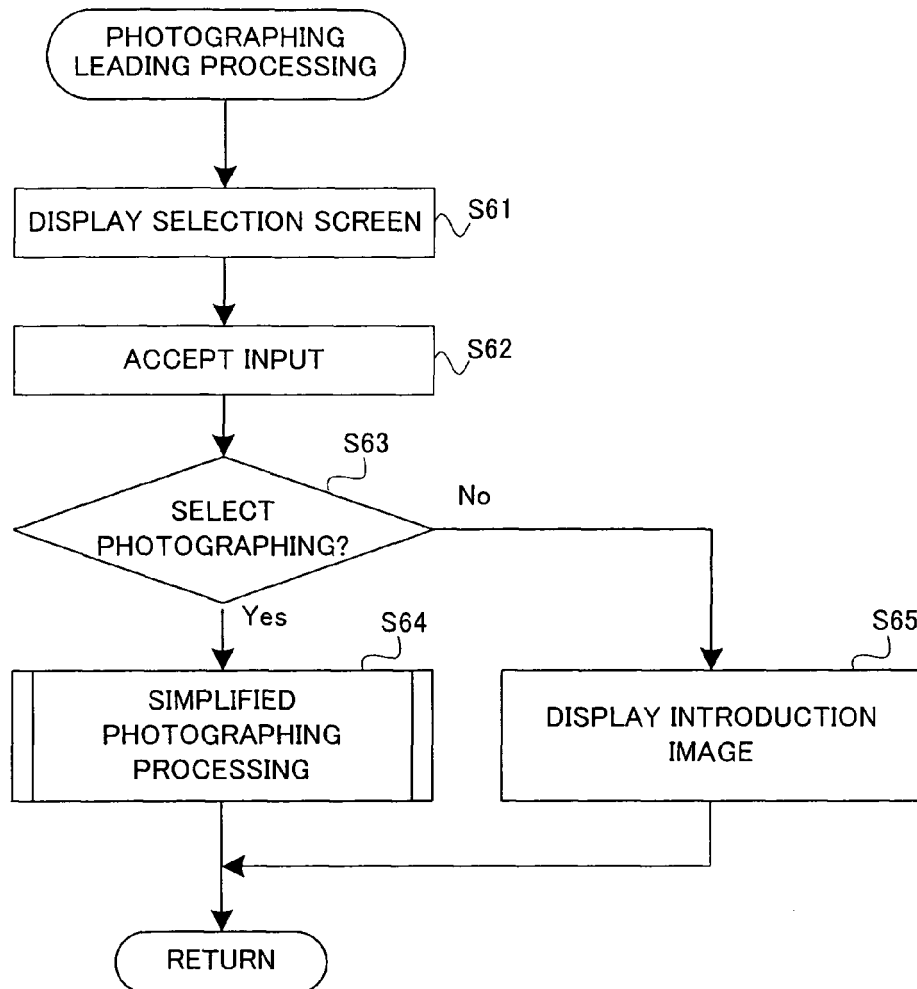 PHOTOGRAPHING
LEADING PROCESSING
DISPLAY SELECTION SCREEN
S61
ACCEPT INPUT
S62
S63
SELECT
PHOTOGRAPHING?
No
Yes
S64
SIMPLIFIED
PHOTOGRAPHING
PROCESSING
S65
DISPLAY INTRODUCTION
IMAGE
RETURN